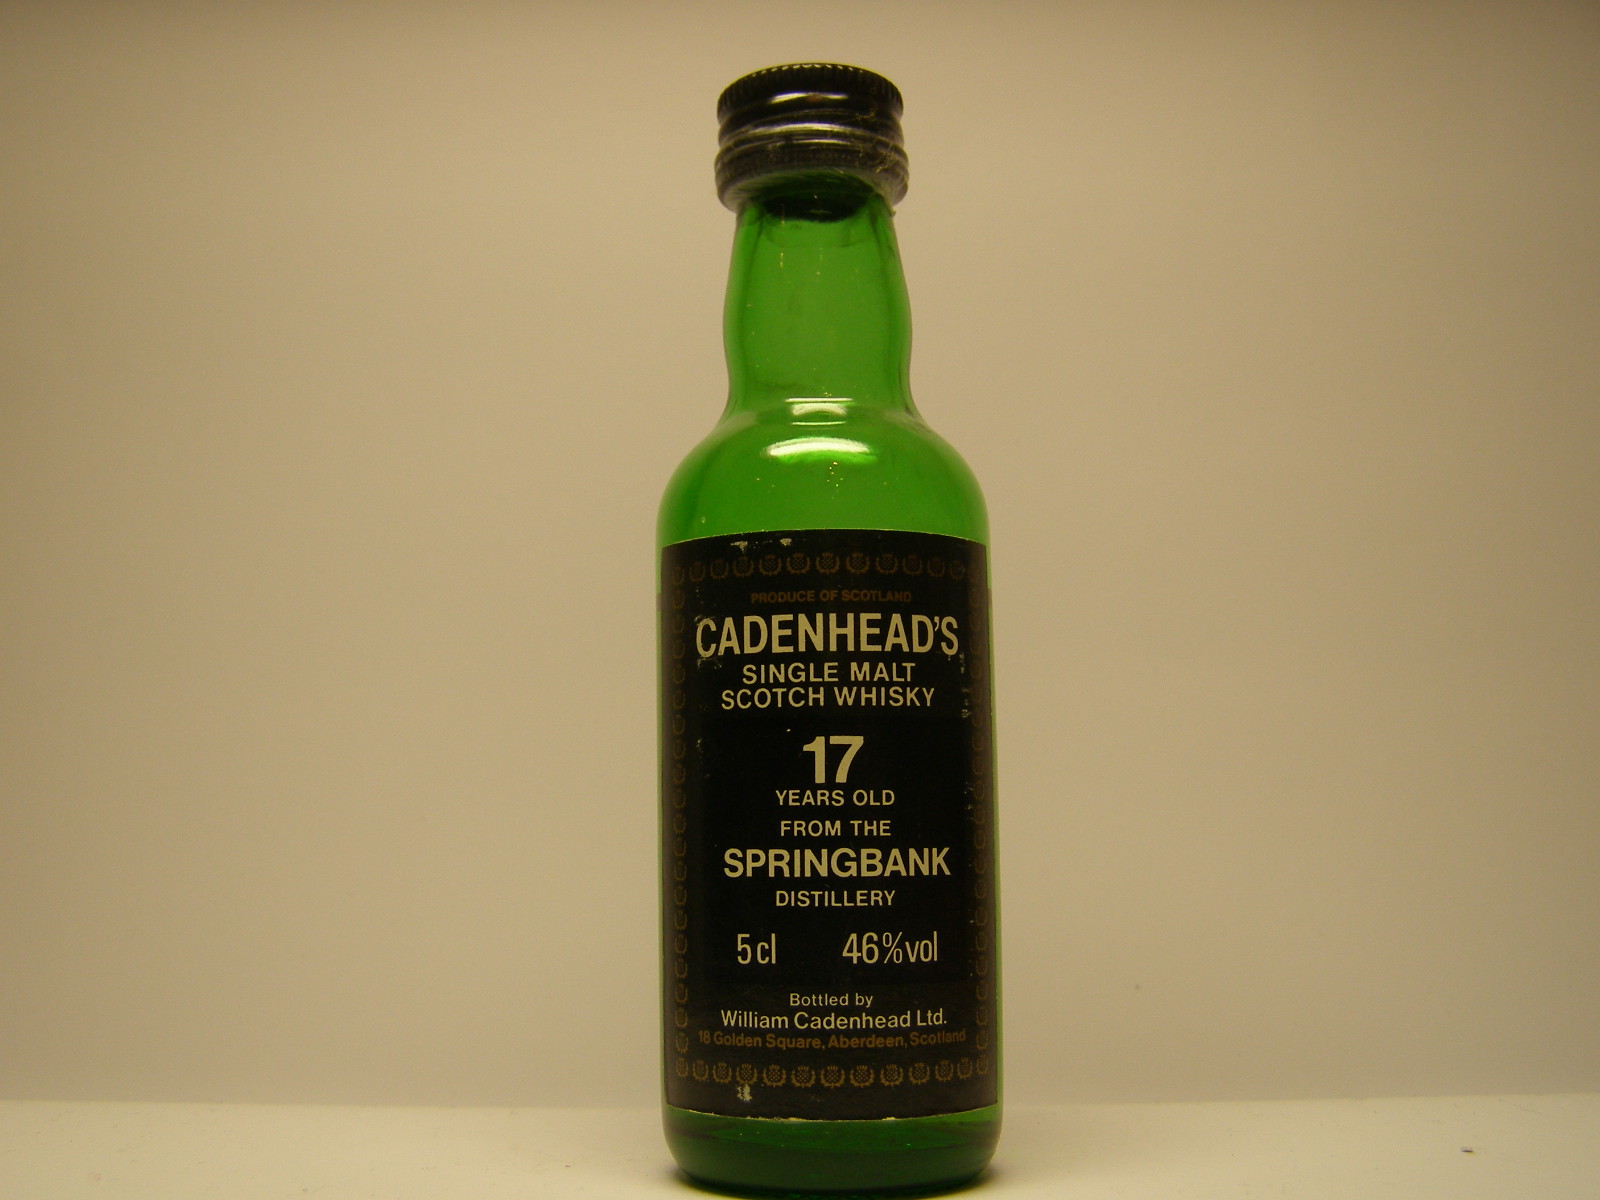 PRODUCE OF SCOTLAND
CADENHEAD'S
SINGLE MALT
SCOTCH WHISKY
17
YEARS OLD
FROM THE
SPRINGBANK
DISTILLERY
5cl 46%vol
Bottled by
William Cadenhead Ltd.
18 Golden Square, Aberdeen, Scotland